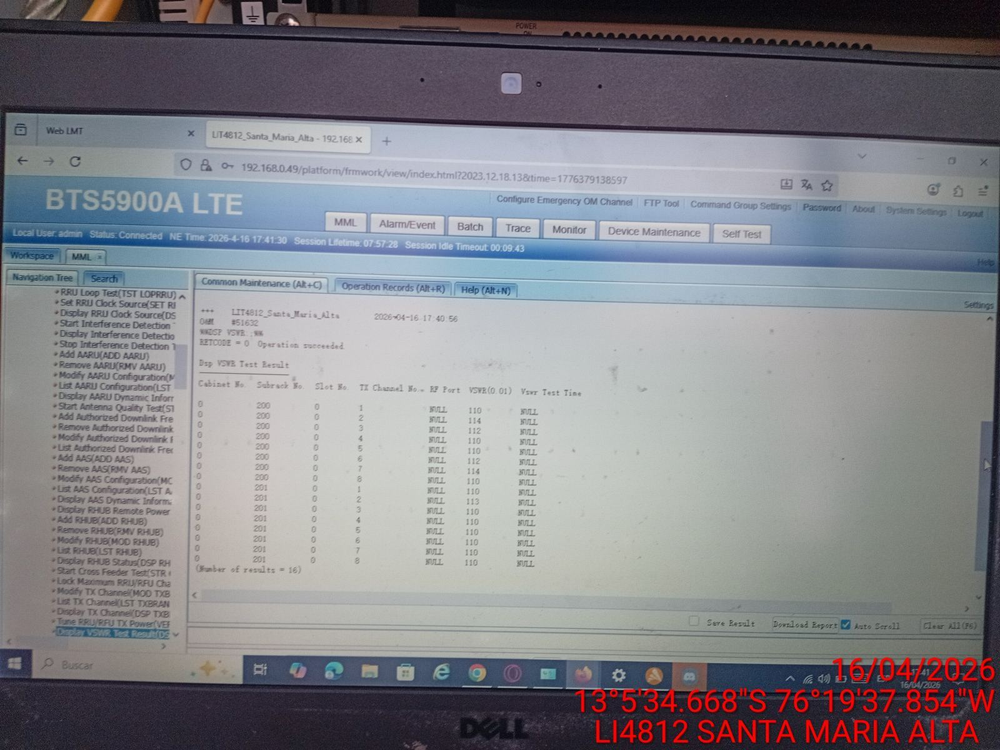 POWER
ON
Web LMT
LIT4812_Santa_Maria_Alta - 192.168
192.168.0.49/platform/frmwork/view/index.html?2023.12.18.13&time=1776379138597
BTS5900A LTE
Configure Emergency OM Channel FTP Tool Command Group Settings Password About System Settings Logout
MML Alarm/Event Batch Trace Monitor Device Maintenance Self Test
Local User: admin Status: Connected NE Time: 2026-4-16 17:41:30 Session Lifetime: 07:57:28 Session Idle Timeout: 00:09:43
Help
Workspace MML
Navigation Tree Search
Common Maintenance (Alt+C) Operation Records (Alt+R) Help (Alt+N)
Settings
RRU Loop Test(TST LOPRRU)
Set RRU Clock Source(SET RI
Display RRU Clock Source(DS
Start Interference Detection
Display Interference Detectio
Stop Interference Detection
Add AARU(ADD AARU)
Remove AARU(RMV AARU)
Modify AARU Configuration(M
List AARU Configuration(LST
Display AARU Dynamic Inforr
Start Antenna Quality Test(ST
Add Authorized Downlink Fre
Remove Authorized Downlink
Modify Authorized Downlink F
List Authorized Downlink Frec
Add AAS(ADD AAS)
Remove AAS(RMV AAS)
Modify AAS Configuration(MC
List AAS Configuration(LST A
Display AAS Dynamic Informa
Display RHUB Remote Power
Add RHUB(ADD RHUB)
Remove RHUB(RMV RHUB)
Modify RHUB(MOD RHUB)
List RHUB(LST RHUB)
Display RHUB Status(DSP RH
Start Cross Feeder Test(STR
Lock Maximum RRU/RFU Cha
Modify TX Channel(MOD TXB
List TX Channel(LST TXBRAN
Display TX Channel(DSP TXB
Tune RRU/RFU TX Power(VEF
Display VSWR Test Result(DS
+++ LIT4812_Santa_Maria_Alta 2026-04-16 17:40:56
O&M #51632
%%DSP VSWR:;%%
RETCODE = 0 Operation succeeded
Dsp VSWR Test Result
Cabinet No. Subrack No. Slot No. TX Channel No. RF Port VSWR(0.01) Vswr Test Time
0 200 0 1 NULL 110 NULL
0 200 0 2 NULL 114 NULL
0 200 0 3 NULL 112 NULL
0 200 0 4 NULL 110 NULL
0 200 0 5 NULL 110 NULL
0 200 0 6 NULL 112 NULL
0 200 0 7 NULL 114 NULL
0 200 0 8 NULL 110 NULL
0 201 0 1 NULL 110 NULL
0 201 0 2 NULL 113 NULL
0 201 0 3 NULL 110 NULL
0 201 0 4 NULL 110 NULL
0 201 0 5 NULL 110 NULL
0 201 0 6 NULL 110 NULL
0 201 0 7 NULL 110 NULL
0 201 0 8 NULL 110 NULL
(Number of results = 16)
Save Result Download Report Auto Scroll Clear All(F6)
Buscar
16/04/2026
DELL
16/04/2026
13°5'34.668"S 76°19'37.854"W
LI4812 SANTA MARIA ALTA